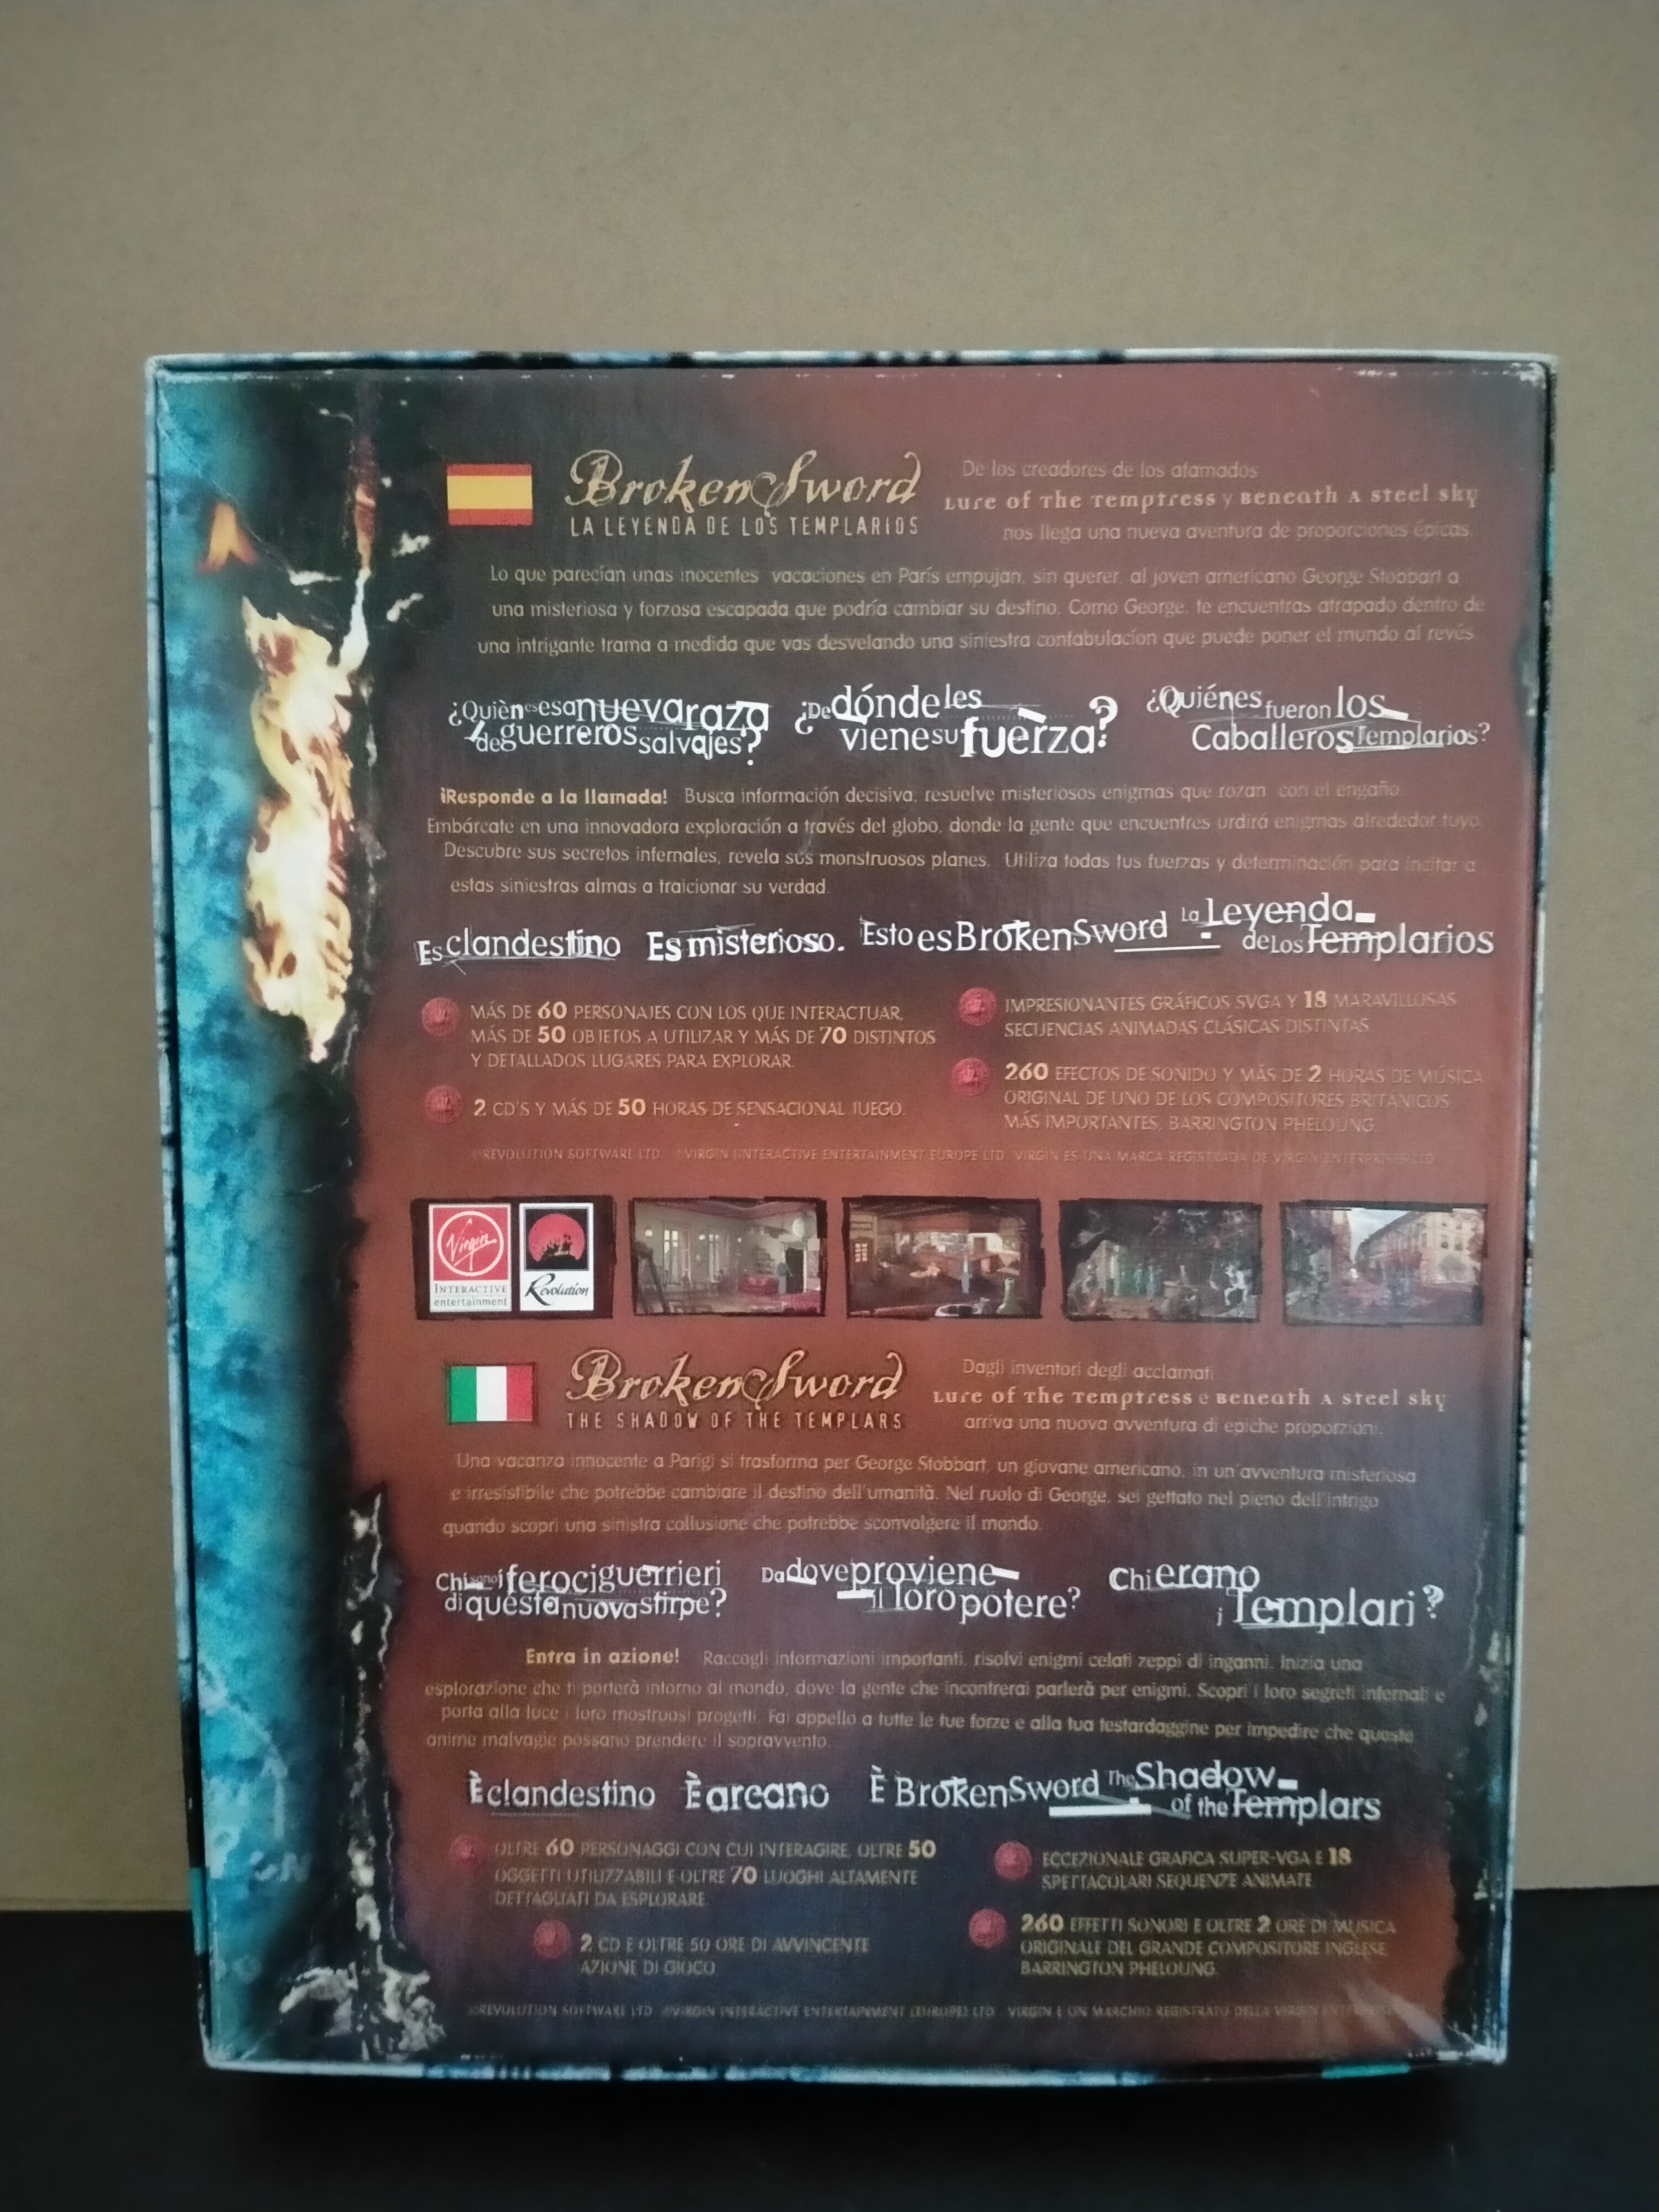 Broken Sword
LA LEYENDA DE LOS TEMPLARIOS
De los creadores de los afamados
Lure of The Temptress y Beneath A Steel Sky
nos llega una nueva aventura de proporciones épicas.
Lo que parecían unas inocentes vacaciones en París empujan, sin querer, al joven americano George Stobbart a
una misteriosa y forzosa escapada que podría cambiar su destino. Como George, te encuentras atrapado dentro de
una intrigante trama a medida que vas desvelando una siniestra confabulacíon que puede poner el mundo al revés.
¿Quièn es esa nueva raza
de guerreros salvajes?
¿De dónde les
viene su fuerza?
¿Quiénes fueron los
Caballeros Templarios?
¡Responde a la llamada! Busca información decisiva, resuelve misteriosos enigmas que rozan con el engaño.
Embárcate en una innovadora exploración a través del globo, donde la gente que encuentres urdirá enigmas alrededor tuyo.
Descubre sus secretos infernales, revela sus monstruosos planes. Utiliza todas tus fuerzas y determinación para incitar a
estas siniestras almas a traicionar su verdad.
Es clandestino Es misterioso. Esto es Broken Sword La Leyenda
de Los Templarios
MÁS DE 60 PERSONAJES CON LOS QUE INTERACTUAR,
MÁS DE 50 OBJETOS A UTILIZAR Y MÁS DE 70 DISTINTOS
Y DETALLADOS LUGARES PARA EXPLORAR.
2 CD'S Y MÁS DE 50 HORAS DE SENSACIONAL JUEGO.
IMPRESIONANTES GRÁFICOS SVGA Y 18 MARAVILLOSAS
SECUENCIAS ANIMADAS CLÁSICAS DISTINTAS
260 EFECTOS DE SONIDO Y MÁS DE 2 HORAS DE MÚSICA
ORIGINAL DE UNO DE LOS COMPOSITORES BRITÁNICOS
MÁS IMPORTANTES, BARRINGTON PHELOUNG.
©REVOLUTION SOFTWARE LTD. ©VIRGIN IINTERACTIVE ENTERTAINMENT EUROPE LTD. VIRGIN ES UNA MARCA REGISTRADA DE VIRGIN ENTERPRISES LTD.
Virgin
INTERACTIVE
entertainment
Revolution
Broken Sword
THE SHADOW OF THE TEMPLARS
Dagli inventori degli acclamati
Lure of The Temptress e Beneath A Steel Sky
arriva una nuova avventura di epiche proporzioni.
Una vacanza innocente a Parigi si trasforma per George Stobbart, un giovane americano, in un'avventura misteriosa
e irresistibile che potrebbe cambiare il destino dell'umanità. Nel ruolo di George, sei gettato nel pieno dell'intrigo
quando scopri una sinistra collusione che potrebbe sconvolgere il mondo.
Chi sono i feroci guerrieri
di questa nuova stirpe?
Da dove proviene
il loro potere?
Chi erano
i Templari?
Entra in azione! Raccogli informazioni importanti, risolvi enigmi celati zeppi di inganni. Inizia una
esplorazione che ti porterà intorno al mondo, dove la gente che incontrerai parlerà per enigmi. Scopri i loro segreti infernali e
porta alla luce i loro mostruosi progetti. Fai appello a tutte le tue forze e alla tua testardaggine per impedire che queste
anime malvagie possano prendere il sopravvento.
È clandestino È arcano È Broken Sword The Shadow
of the Templars
OLTRE 60 PERSONAGGI CON CUI INTERAGIRE, OLTRE 50
OGGETTI UTILIZZABILI E OLTRE 70 LUOGHI ALTAMENTE
DETTAGLIATI DA ESPLORARE
2 CD E OLTRE 50 ORE DI AVVINCENTE
AZIONE DI GIOCO
ECCEZIONALE GRAFICA SUPER-VGA E 18
SPETTACOLARI SEQUENZE ANIMATE
260 EFFETTI SONORI E OLTRE 2 ORE DI MUSICA
ORIGINALE DEL GRANDE COMPOSITORE INGLESE,
BARRINGTON PHELOUNG.
©REVOLUTION SOFTWARE LTD. ©VIRGIN INTERACTIVE ENTERTAINMENT (EUROPE) LTD. VIRGIN E UN MARCHIO REGISTRATO DELLA VIRGIN